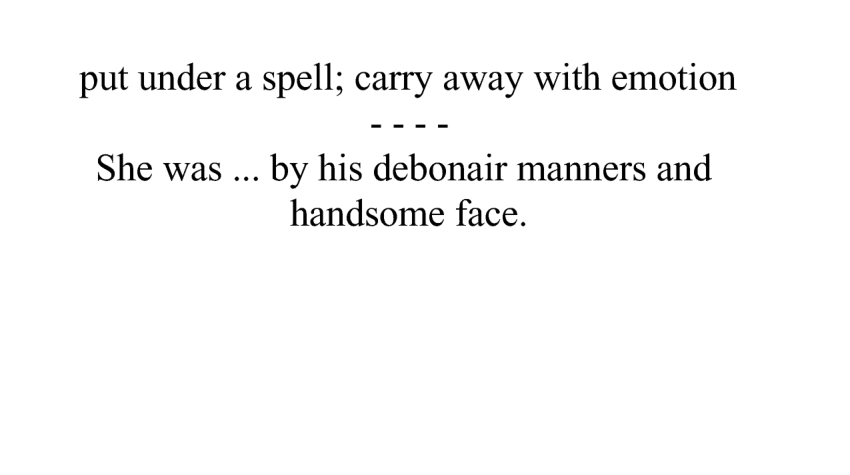 put under a spell; carry away with emotion
- - - -
She was ... by his debonair manners and
handsome face.